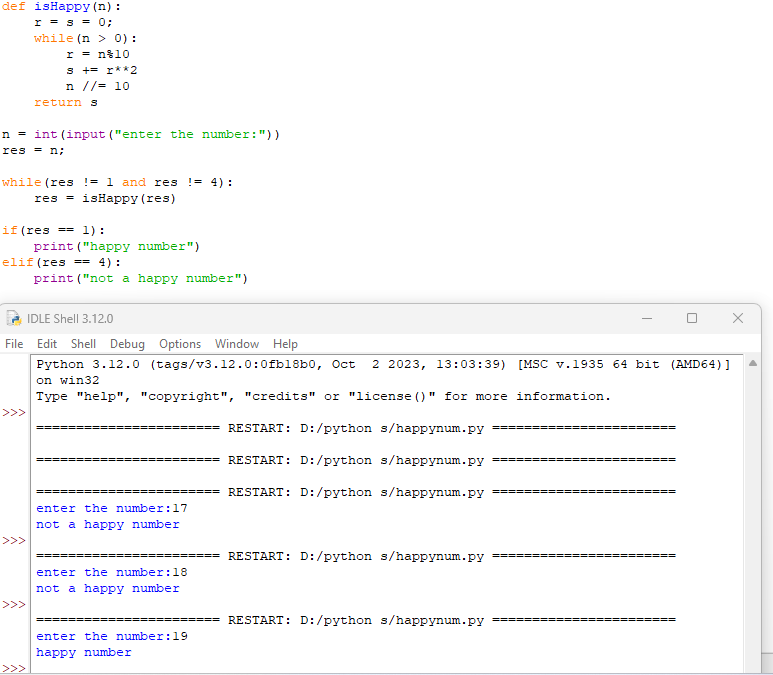 def isHappy(n):
    r = s = 0;
    while(n > 0):
        r = n%10
        s += r**2
        n //= 10
    return s

n = int(input("enter the number:"))
res = n;

while(res != 1 and res != 4):
    res = isHappy(res)

if(res == 1):
    print("happy number")
elif(res == 4):
    print("not a happy number")

IDLE Shell 3.12.0
File Edit Shell Debug Options Window Help
Python 3.12.0 (tags/v3.12.0:0fb18b0, Oct  2 2023, 13:03:39) [MSC v.1935 64 bit (AMD64)]
on win32
Type "help", "copyright", "credits" or "license()" for more information.
>>>
======================= RESTART: D:/python s/happynum.py =======================
======================= RESTART: D:/python s/happynum.py =======================
======================= RESTART: D:/python s/happynum.py =======================
enter the number:17
not a happy number
>>>
======================= RESTART: D:/python s/happynum.py =======================
enter the number:18
not a happy number
>>>
======================= RESTART: D:/python s/happynum.py =======================
enter the number:19
happy number
>>>